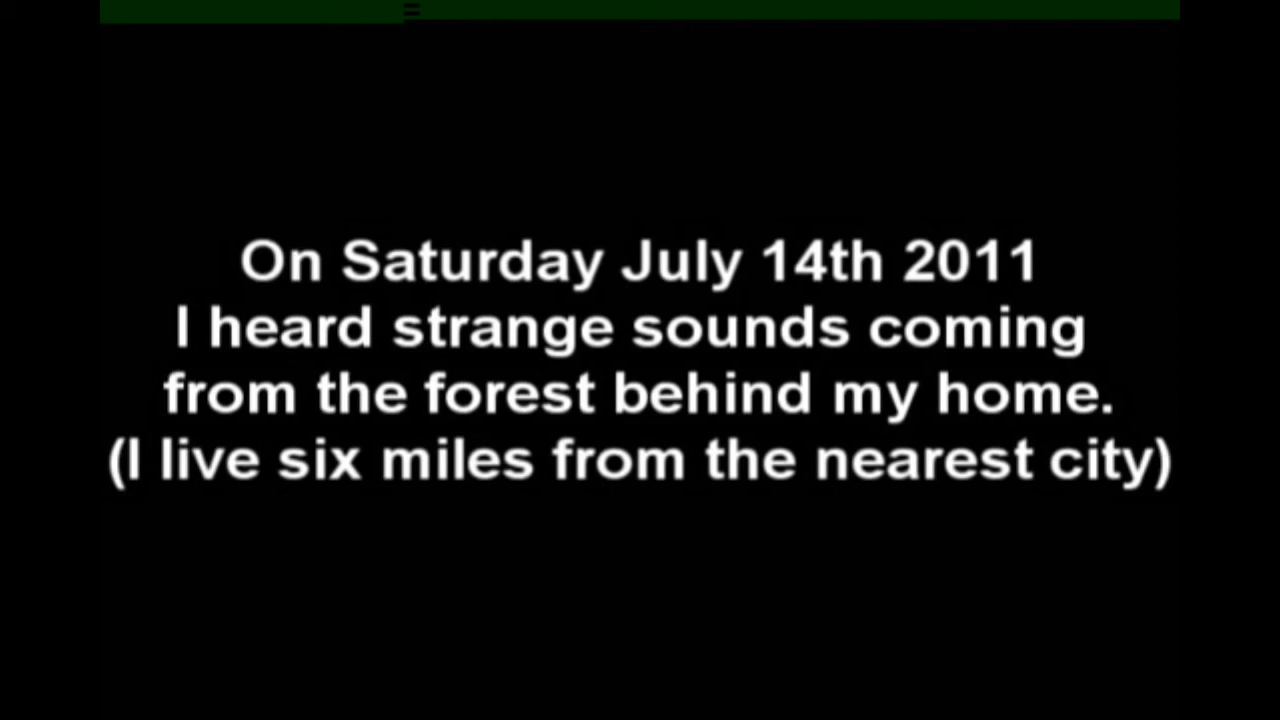 On Saturday July 14th 2011
I heard strange sounds coming
from the forest behind my home.
(I live six miles from the nearest city)